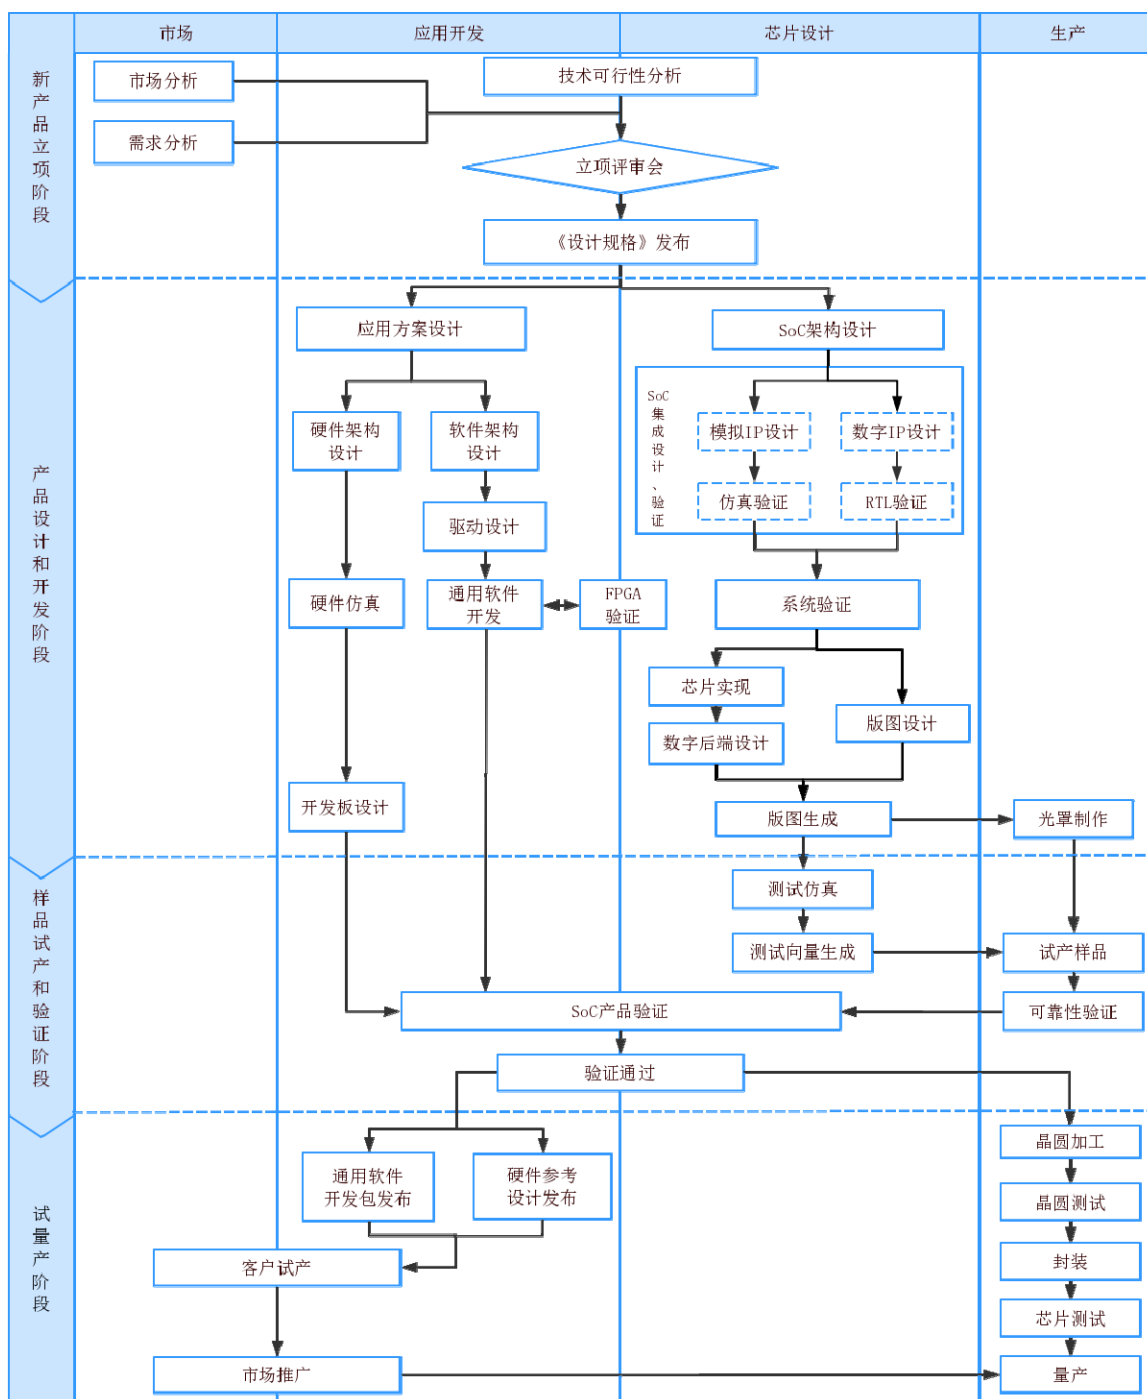 市场
应用开发
芯片设计
生产
新产品立项阶段
市场分析
技术可行性分析
需求分析
立项评审会
《设计规格》发布
产品设计和开发阶段
应用方案设计
SoC架构设计
SoC集成设计、验证
硬件架构
设计
软件架构
设计
模拟IP设计
数字IP设计
仿真验证
RTL验证
驱动设计
硬件仿真
通用软件
开发
FPGA
验证
系统验证
芯片实现
版图设计
数字后端设计
开发板设计
版图生成
光罩制作
样品试产和验证阶段
测试仿真
测试向量生成
试产样品
SoC产品验证
可靠性验证
验证通过
试量产阶段
晶圆加工
通用软件
开发包发布
硬件参考
设计发布
晶圆测试
客户试产
封装
芯片测试
市场推广
量产